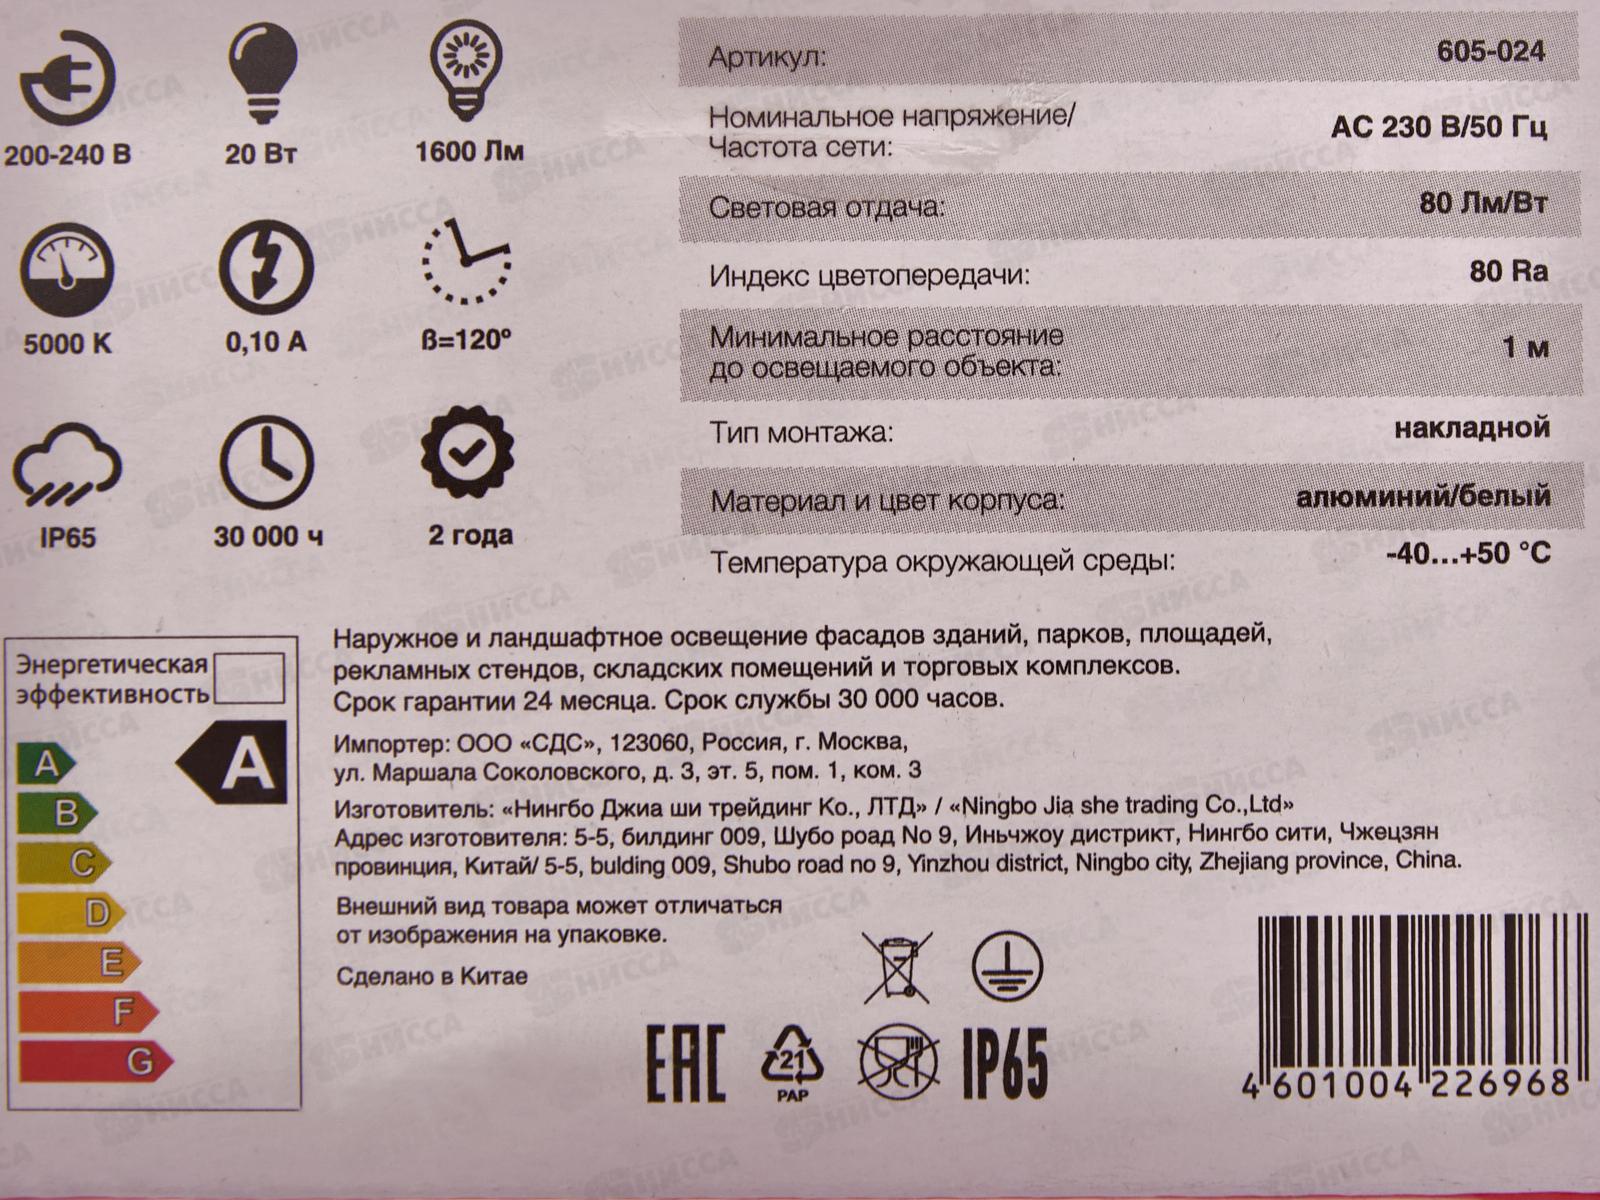 200-240 В
20 Вт
1600 Лм
5000 К
0,10 А
ß=120º
IP65
30 000 ч
2 года
Артикул: 605-024
Номинальное напряжение/
Частота сети: АС 230 В/50 Гц
Световая отдача: 80 Лм/Вт
Индекс цветопередачи: 80 Ra
Минимальное расстояние
до освещаемого объекта: 1 м
Тип монтажа: накладной
Материал и цвет корпуса: алюминий/белый
Температура окружающей среды: -40...+50 °С
Энергетическая
эффективность
A
A
B
C
D
E
F
G
Наружное и ландшафтное освещение фасадов зданий, парков, площадей,
рекламных стендов, складских помещений и торговых комплексов.
Срок гарантии 24 месяца. Срок службы 30 000 часов.
Импортер: ООО «СДС», 123060, Россия, г. Москва,
ул. Маршала Соколовского, д. 3, эт. 5, пом. 1, ком. 3
Изготовитель: «Нингбо Джиа ши трейдинг Ко., ЛТД» / «Ningbo Jia she trading Co.,Ltd»
Адрес изготовителя: 5-5, билдинг 009, Шубо роад No 9, Иньчжоу дистрикт, Нингбо сити, Чжецзян
провинция, Китай/ 5-5, bulding 009, Shubo road no 9, Yinzhou district, Ningbo city, Zhejiang province, China.
Внешний вид товара может отличаться
от изображения на упаковке.
Сделано в Китае
EAC
21
PAP
IP65
4 601004 226968